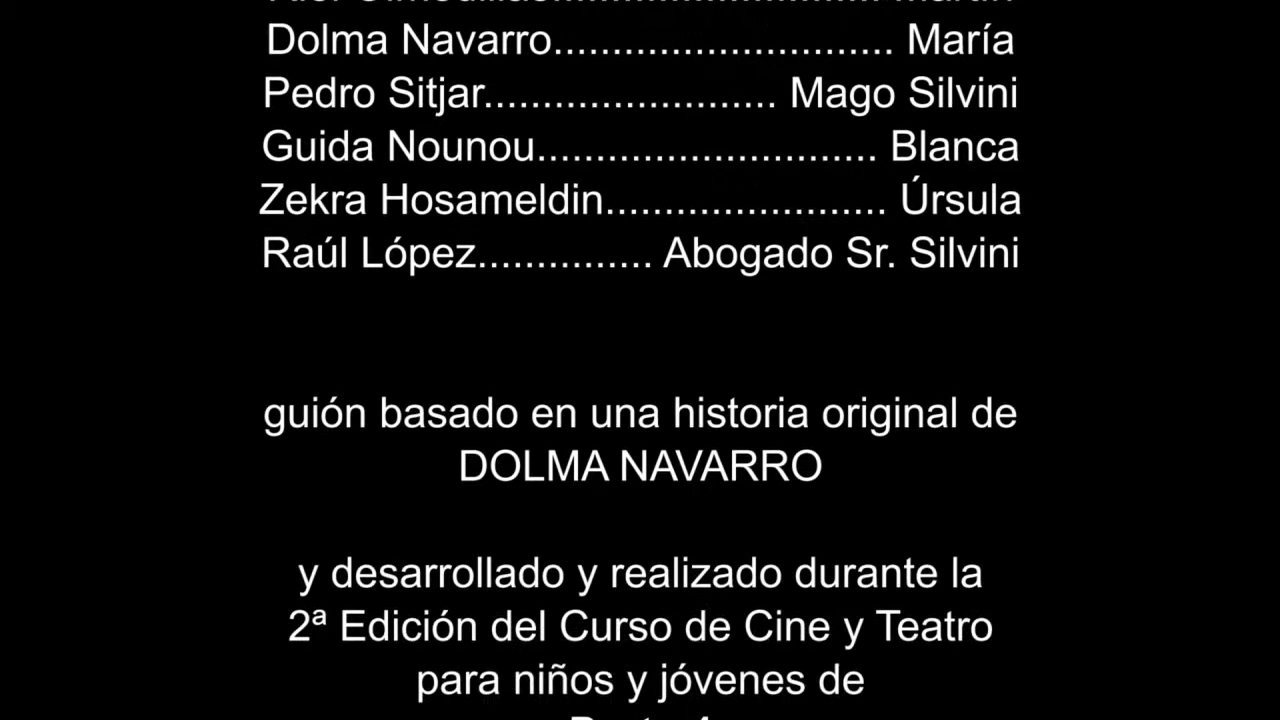 Dolma Navarro............................. María
Pedro Sitjar......................... Mago Silvini
Guida Nounou............................. Blanca
Zekra Hosameldin........................ Úrsula
Raúl López............... Abogado Sr. Silvini
guión basado en una historia original de
DOLMA NAVARRO
y desarrollado y realizado durante la
2ª Edición del Curso de Cine y Teatro
para niños y jóvenes de